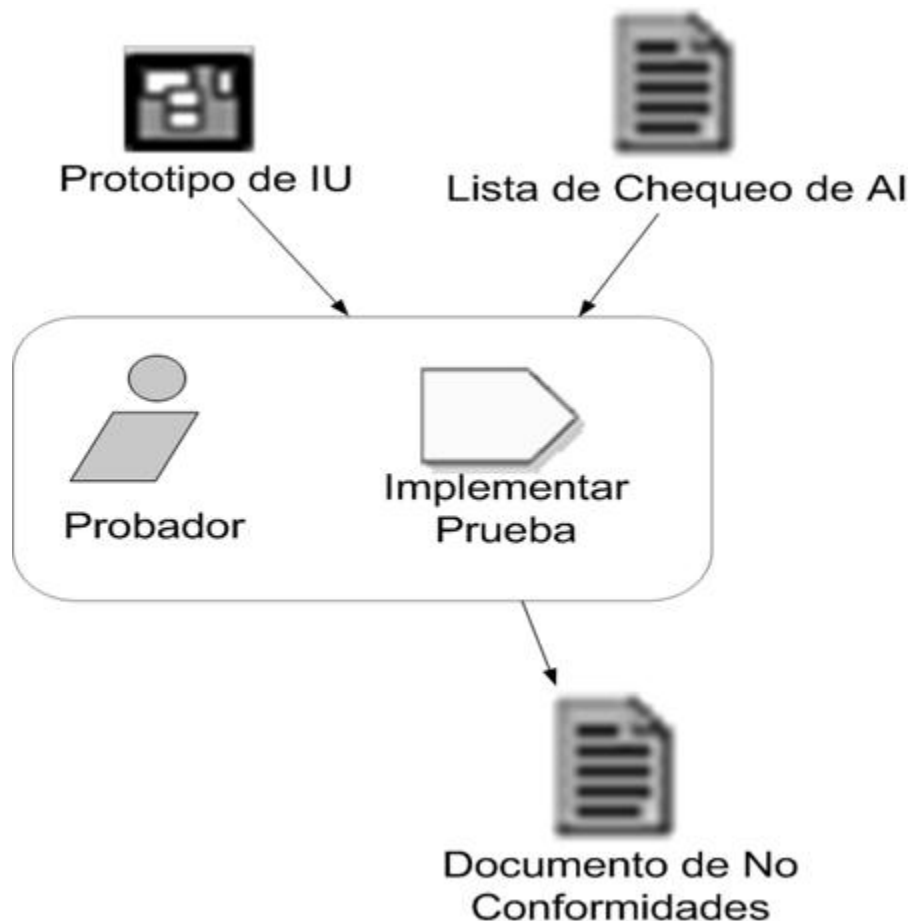 Prototipo de IU
Lista de Chequeo de AI
Probador
Implementar
Prueba
Documento de No
Conformidades